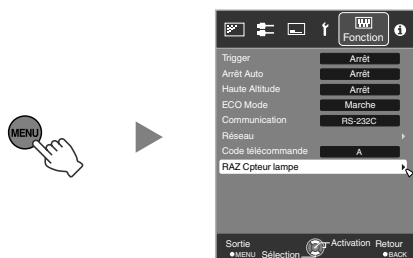 MENU
Fonction
Trigger Arrêt
Arrêt Auto Arrêt
Haute Altitude Arrêt
ECO Mode Marche
Communication RS-232C
Réseau
Code télécommande A
RAZ Cpteur lampe
Sortie Activation Retour
MENU Sélection BACK